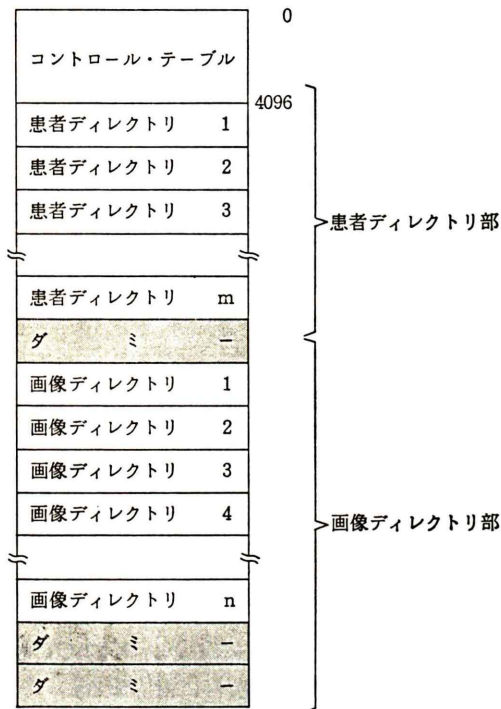 0
コントロール・テーブル
4096
患者ディレクトリ 1
患者ディレクトリ 2
患者ディレクトリ 3
患者ディレクトリ部
患者ディレクトリ m
ダ ミ ー
画像ディレクトリ 1
画像ディレクトリ 2
画像ディレクトリ 3
画像ディレクトリ 4
画像ディレクトリ部
画像ディレクトリ n
ダ ミ ー
ダ ミ ー